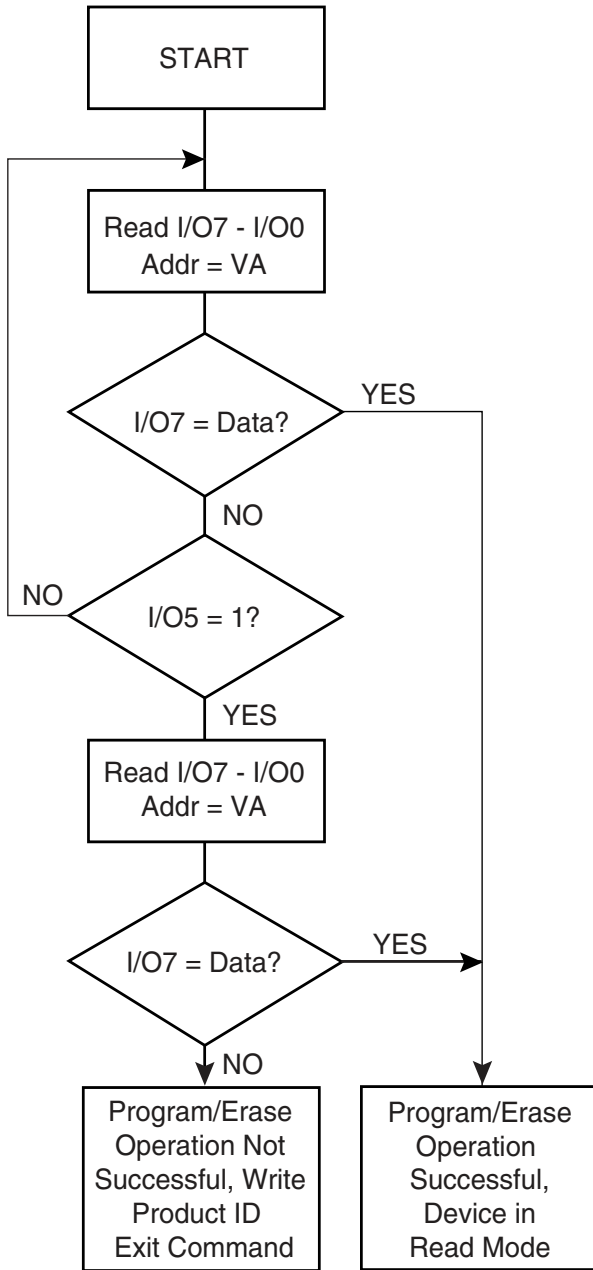 START
Read I/O7 - I/O0
Addr = VA
I/O7 = Data?
YES
NO
NO
I/O5 = 1?
YES
Read I/O7 - I/O0
Addr = VA
I/O7 = Data?
YES
NO
Program/Erase
Operation Not
Successful, Write
Product ID
Exit Command
Program/Erase
Operation
Successful,
Device in
Read Mode